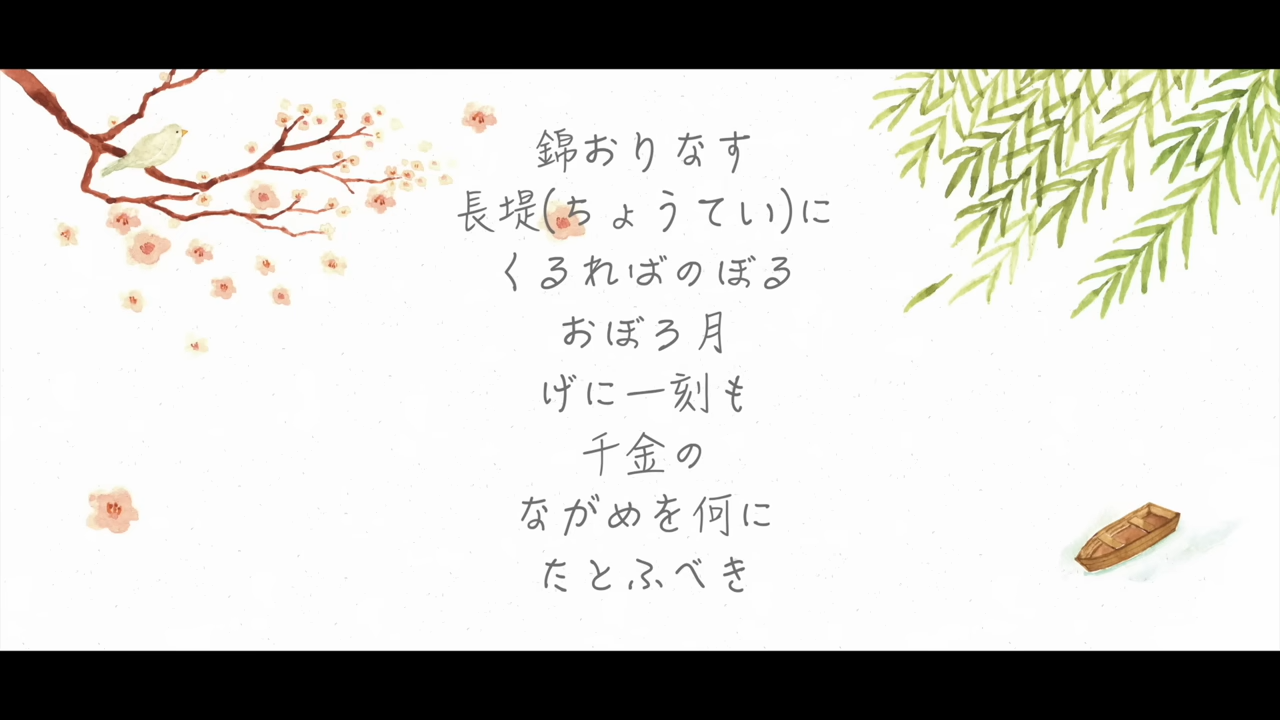 錦おりなす
長堤(ちょうてい)に
くるればのぼる
おぼろ月
げに一刻も
千金の
ながめを何に
たとふべき